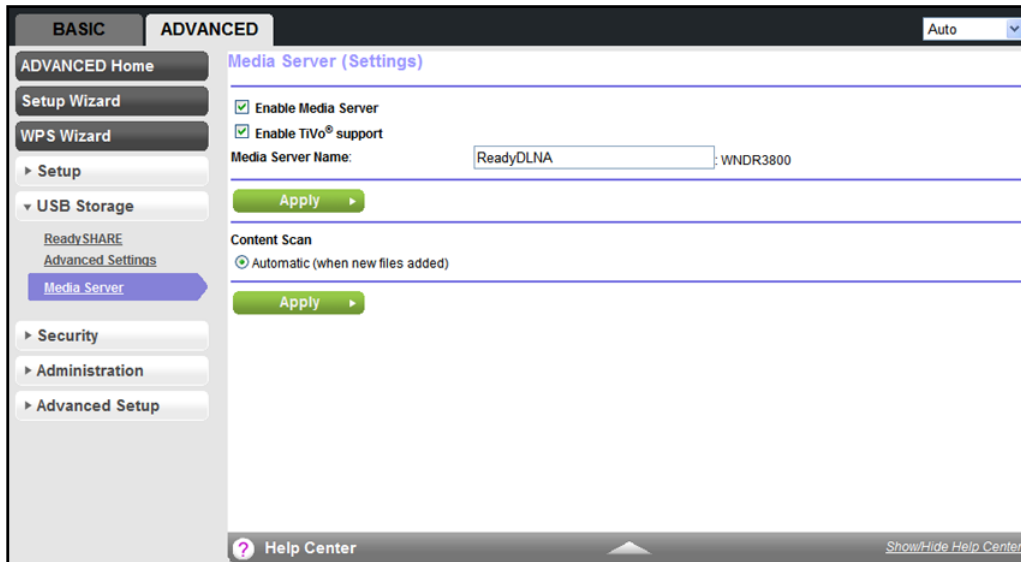 BASIC
ADVANCED
Auto
ADVANCED Home
Setup Wizard
WPS Wizard
Setup
USB Storage
ReadySHARE
Advanced Settings
Media Server
Security
Administration
Advanced Setup
Media Server (Settings)
Enable Media Server
Enable TiVo® support
Media Server Name: ReadyDLNA : WNDR3800
Apply
Content Scan
Automatic (when new files added)
Apply
? Help Center
Show/Hide Help Center